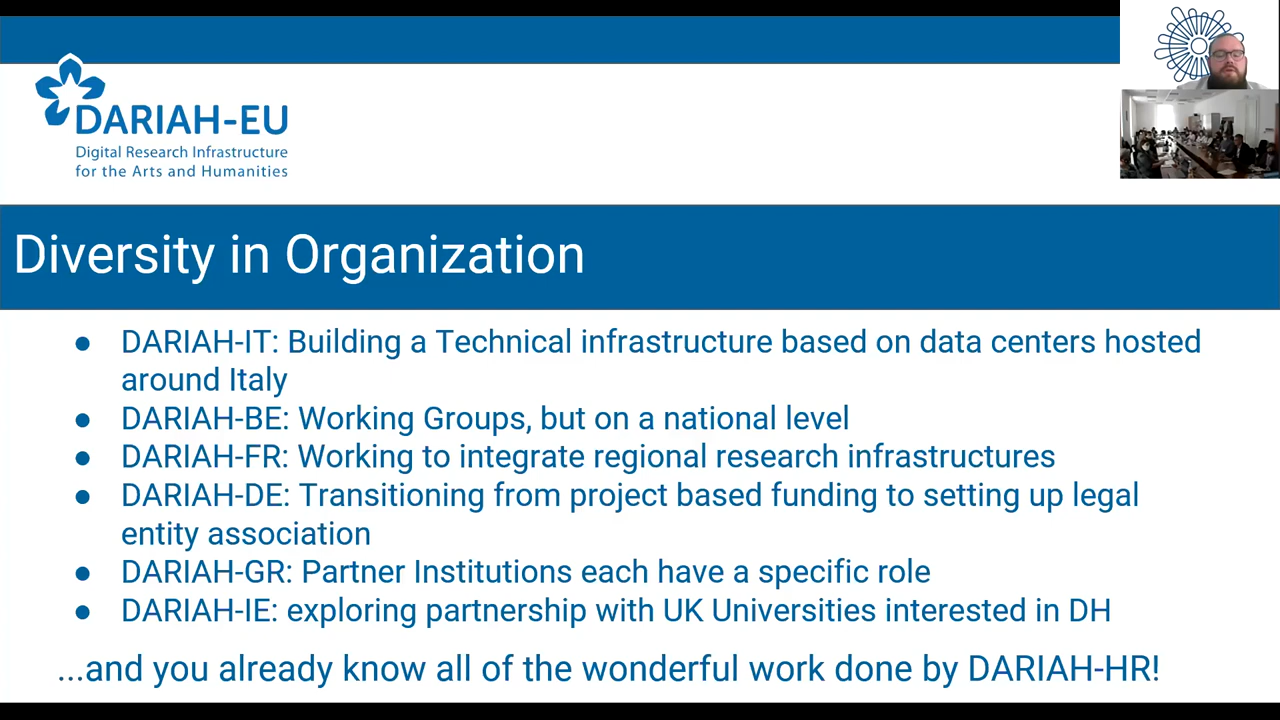 DARIAH-EU
Digital Research Infrastructure
for the Arts and Humanities
Diversity in Organization
● DARIAH-IT: Building a Technical infrastructure based on data centers hosted
around Italy
● DARIAH-BE: Working Groups, but on a national level
● DARIAH-FR: Working to integrate regional research infrastructures
● DARIAH-DE: Transitioning from project based funding to setting up legal
entity association
● DARIAH-GR: Partner Institutions each have a specific role
● DARIAH-IE: exploring partnership with UK Universities interested in DH
...and you already know all of the wonderful work done by DARIAH-HR!